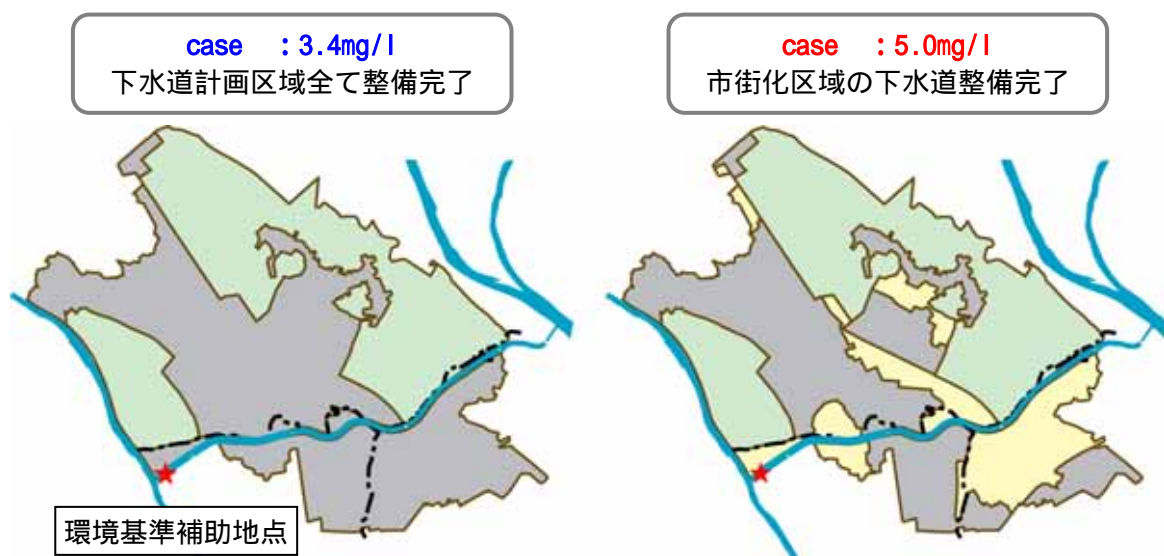 case ：3.4mg/l
下水道計画区域全て整備完了
case ：5.0mg/l
市街化区域の下水道整備完了
環境基準補助地点